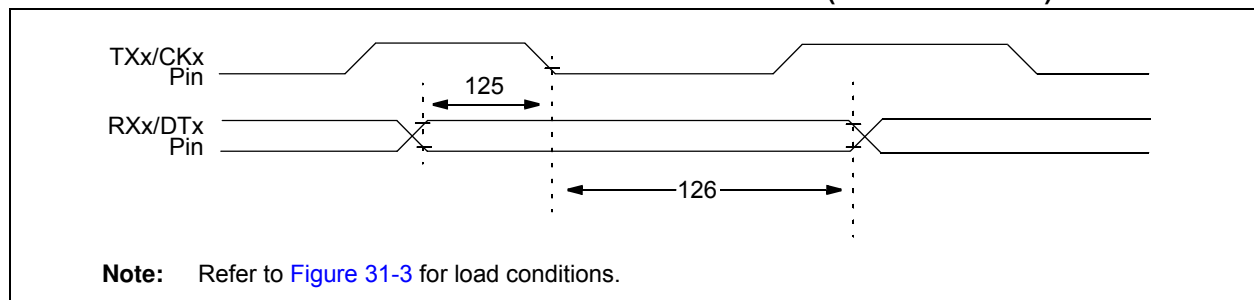 TXx/CKx
Pin
125
RXx/DTx
Pin
126
Note: Refer to Figure 31-3 for load conditions.